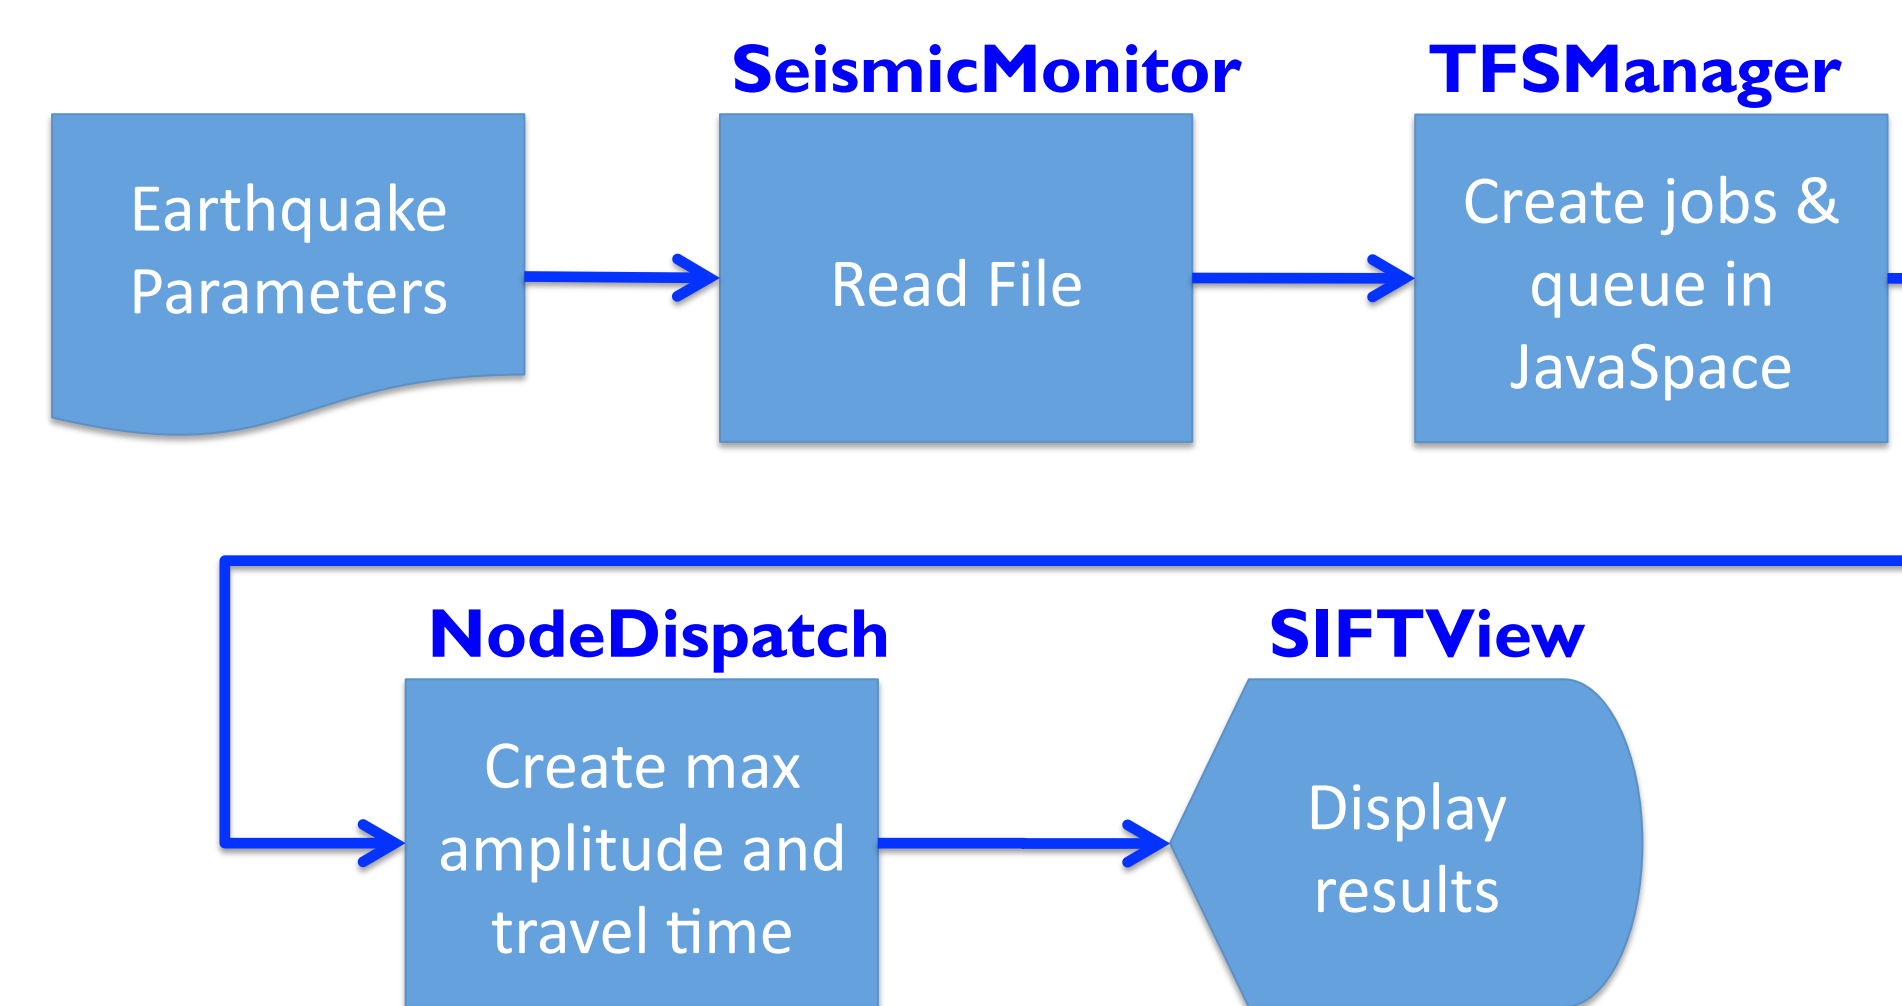 SeismicMonitor
TFSManager
Earthquake
Parameters
Read File
Create jobs &
queue in
JavaSpace
NodeDispatch
SIFTView
Create max
amplitude and
travel time
Display
results